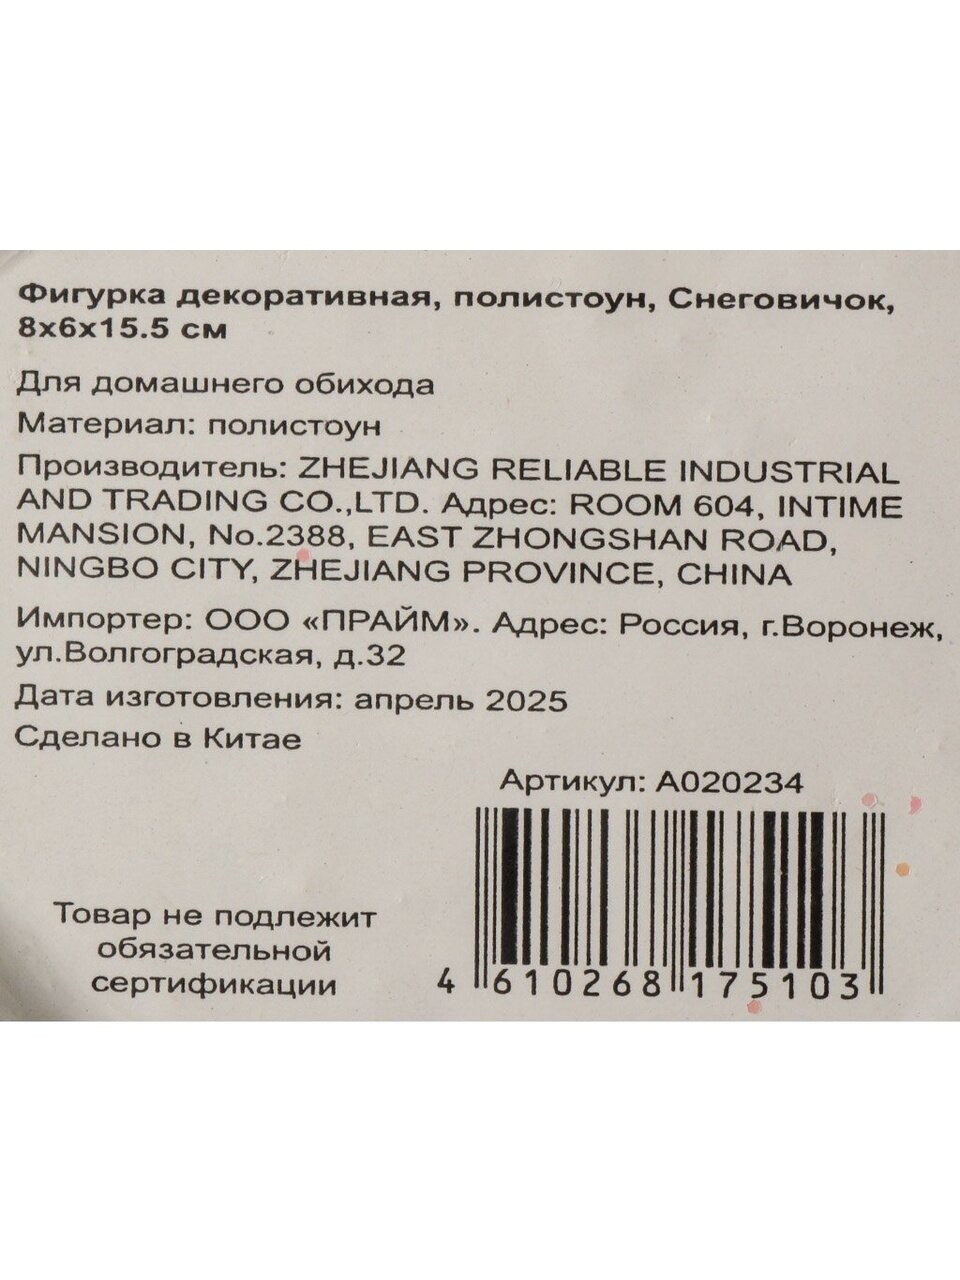 Фигурка декоративная, полистоун, Снеговичок,
8х6х15.5 см
Для домашнего обихода
Материал: полистоун
Производитель: ZHEJIANG RELIABLE INDUSTRIAL
AND TRADING CO.,LTD. Адрес: ROOM 604, INTIME
MANSION, No.2388, EAST ZHONGSHAN ROAD,
NINGBO CITY, ZHEJIANG PROVINCE, CHINA
Импортер: ООО «ПРАЙМ». Адрес: Россия, г.Воронеж,
ул.Волгоградская, д.32
Дата изготовления: апрель 2025
Сделано в Китае
Артикул: А020234
Товар не подлежит
обязательной
сертификации
4 610268 175103